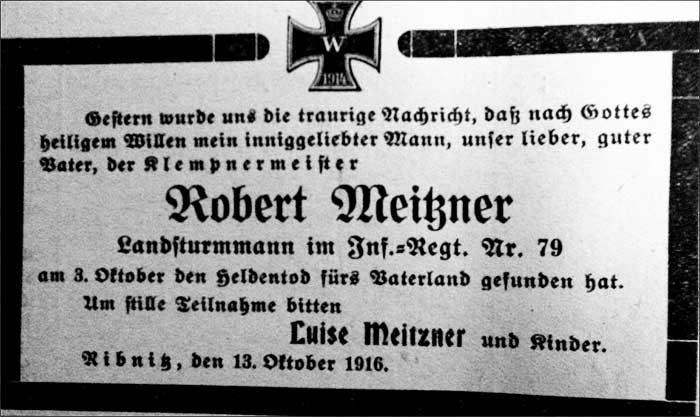 W
1914
Gestern wurde uns die traurige Nachricht, daß nach Gottes
heiligem Willen mein inniggeliebter Mann, unser lieber, guter
Vater, der Klempnermeister
Robert Meitzner
Landsturmmann im Inf.=Regt. Nr. 79
am 3. Oktober den Heldentod fürs Vaterland gefunden hat.
Um stille Teilnahme bitten
Luise Meitzner und Kinder.
Ribnitz, den 13. Oktober 1916.